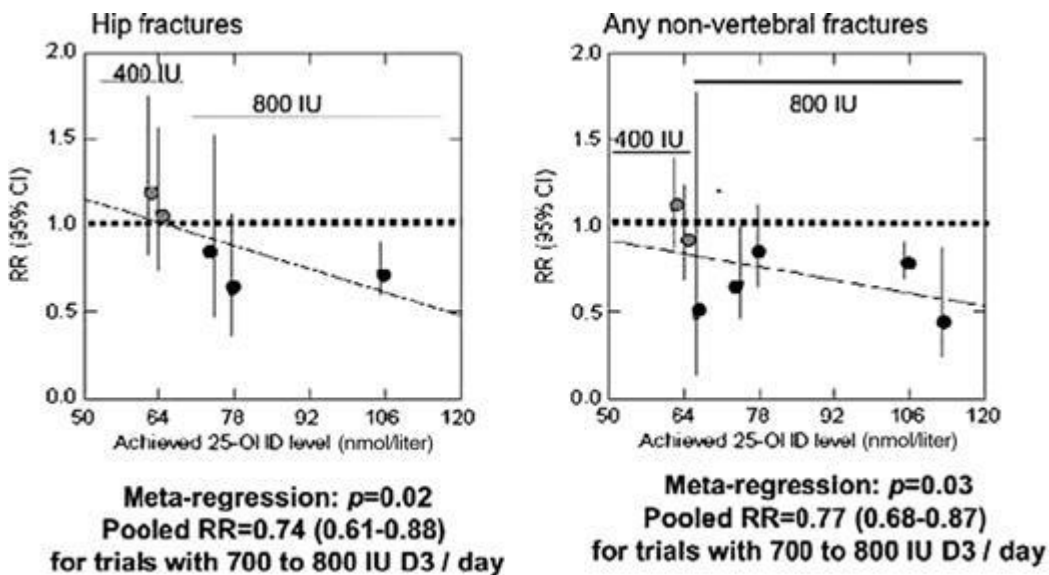 Hip fractures
2.0
400 IU
800 IU
1.5
1.0
0.5
0.0
RR (95% CI)
50 64 78 92 106 120
Achieved 25-OI ID level (nmol/liter)
Meta-regression: p=0.02
Pooled RR=0.74 (0.61-0.88)
for trials with 700 to 800 IU D3 / day
Any non-vertebral fractures
2.0
800 IU
400 IU
1.5
1.0
0.5
0.0
RR (95% CI)
50 64 78 92 106 120
Achieved 25-OI ID level (nmol/liter)
Meta-regression: p=0.03
Pooled RR=0.77 (0.68-0.87)
for trials with 700 to 800 IU D3 / day